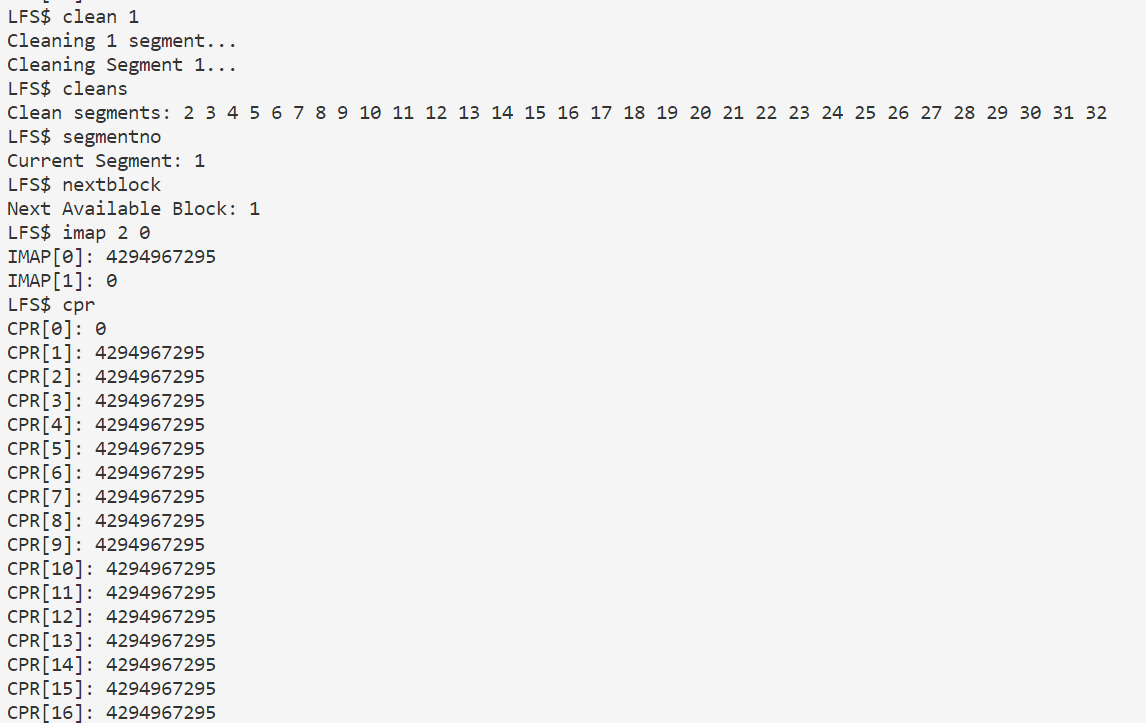 LFS$ clean 1
Cleaning 1 segment...
Cleaning Segment 1...
LFS$ cleans
Clean segments: 2 3 4 5 6 7 8 9 10 11 12 13 14 15 16 17 18 19 20 21 22 23 24 25 26 27 28 29 30 31 32
LFS$ segmentno
Current Segment: 1
LFS$ nextblock
Next Available Block: 1
LFS$ imap 2 0
IMAP[0]: 4294967295
IMAP[1]: 0
LFS$ cpr
CPR[0]: 0
CPR[1]: 4294967295
CPR[2]: 4294967295
CPR[3]: 4294967295
CPR[4]: 4294967295
CPR[5]: 4294967295
CPR[6]: 4294967295
CPR[7]: 4294967295
CPR[8]: 4294967295
CPR[9]: 4294967295
CPR[10]: 4294967295
CPR[11]: 4294967295
CPR[12]: 4294967295
CPR[13]: 4294967295
CPR[14]: 4294967295
CPR[15]: 4294967295
CPR[16]: 4294967295